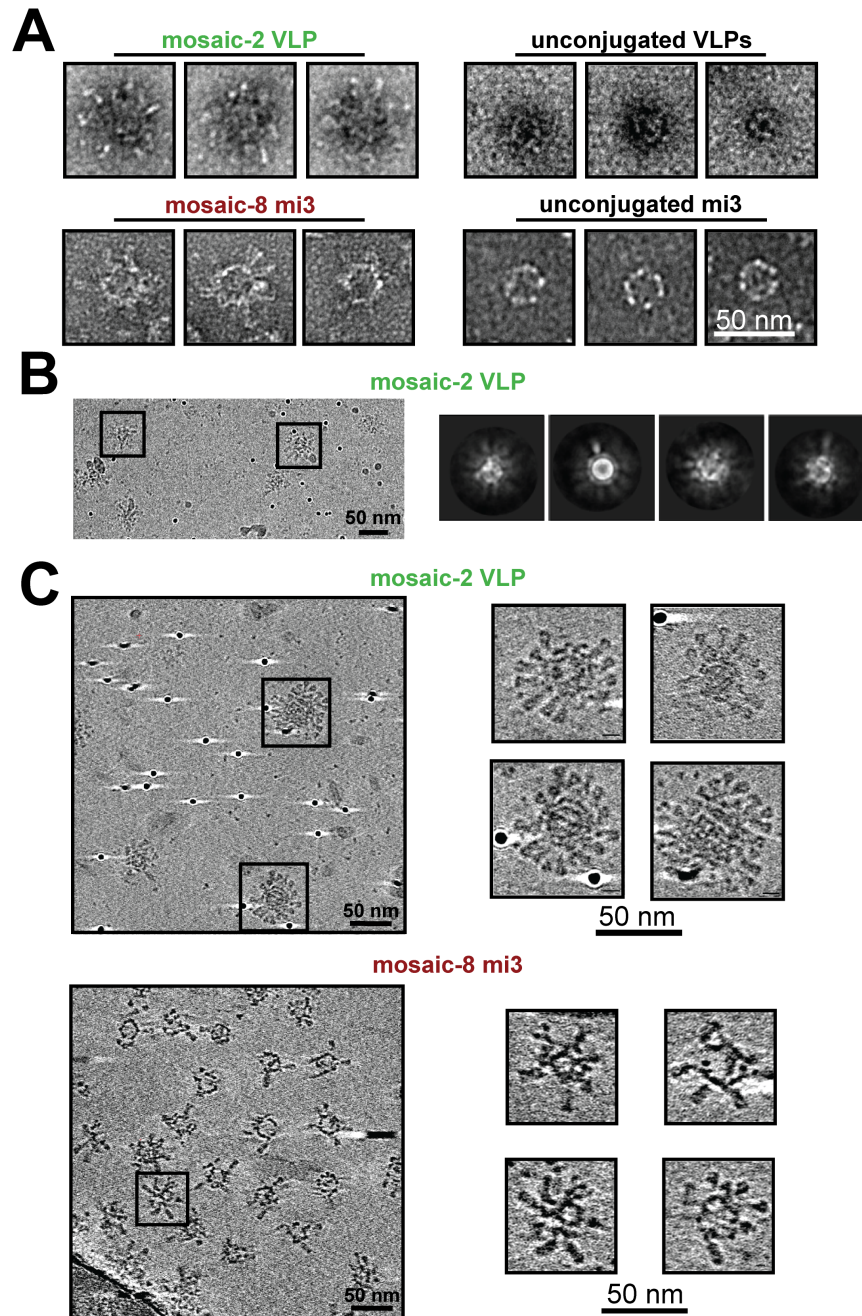 A
mosaic-2 VLP
unconjugated VLPs
mosaic-8 mi3
unconjugated mi3
50 nm
B
mosaic-2 VLP
50 nm
C
mosaic-2 VLP
50 nm
50 nm
mosaic-8 mi3
50 nm
50 nm